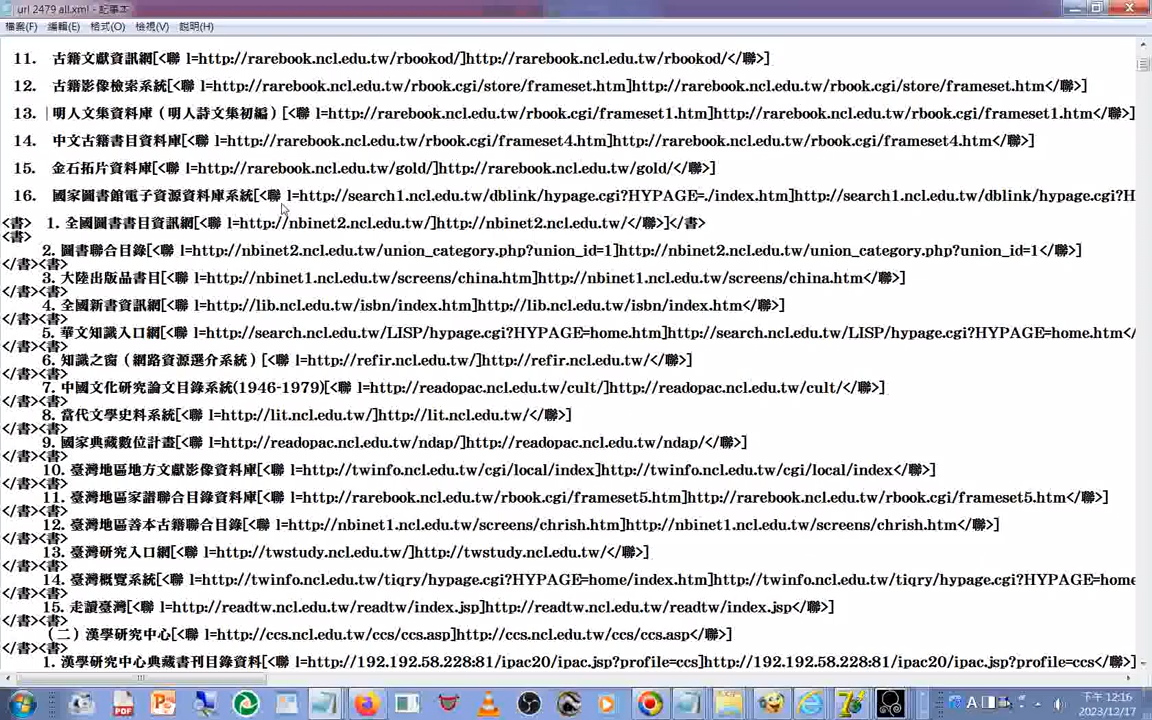 url 2479 all.xml - 記事本
檔案(F) 編輯(E) 格式(O) 檢視(V) 說明(H)
11. 古籍文獻資訊網[<聯 l=http://rarebook.ncl.edu.tw/rbookod/]http://rarebook.ncl.edu.tw/rbookod/</聯>]
12. 古籍影像檢索系統[<聯 l=http://rarebook.ncl.edu.tw/rbook.cgi/store/frameset.htm]http://rarebook.ncl.edu.tw/rbook.cgi/store/frameset.htm</聯>]
13. 明人文集資料庫（明人詩文集初編）[<聯 l=http://rarebook.ncl.edu.tw/rbook.cgi/frameset1.htm]http://rarebook.ncl.edu.tw/rbook.cgi/frameset1.htm</聯>]
14. 中文古籍書目資料庫[<聯 l=http://rarebook.ncl.edu.tw/rbook.cgi/frameset4.htm]http://rarebook.ncl.edu.tw/rbook.cgi/frameset4.htm</聯>]
15. 金石拓片資料庫[<聯 l=http://rarebook.ncl.edu.tw/gold/]http://rarebook.ncl.edu.tw/gold/</聯>]
16. 國家圖書館電子資源資料庫系統[<聯 l=http://search1.ncl.edu.tw/dblink/hypage.cgi?HYPAGE=./index.htm]http://search1.ncl.edu.tw/dblink/hypage.cgi?H
<書> 1. 全國圖書書目資訊網[<聯 l=http://nbinet2.ncl.edu.tw/]http://nbinet2.ncl.edu.tw/</聯>]</書>
<書>
2. 圖書聯合目錄[<聯 l=http://nbinet2.ncl.edu.tw/union_category.php?union_id=1]http://nbinet2.ncl.edu.tw/union_category.php?union_id=1</聯>]
</書><書>
3. 大陸出版品書目[<聯 l=http://nbinet1.ncl.edu.tw/screens/china.htm]http://nbinet1.ncl.edu.tw/screens/china.htm</聯>]
</書><書>
4. 全國新書資訊網[<聯 l=http://lib.ncl.edu.tw/isbn/index.htm]http://lib.ncl.edu.tw/isbn/index.htm</聯>]
</書><書>
5. 華文知識入口網[<聯 l=http://search.ncl.edu.tw/LISP/hypage.cgi?HYPAGE=home.htm]http://search.ncl.edu.tw/LISP/hypage.cgi?HYPAGE=home.htm</
</書><書>
6. 知識之窗（網路資源選介系統）[<聯 l=http://refir.ncl.edu.tw/]http://refir.ncl.edu.tw/</聯>]
</書><書>
7. 中國文化研究論文目錄系統(1946-1979)[<聯 l=http://readopac.ncl.edu.tw/cult/]http://readopac.ncl.edu.tw/cult/</聯>]
</書><書>
8. 當代文學史料系統[<聯 l=http://lit.ncl.edu.tw/]http://lit.ncl.edu.tw/</聯>]
</書><書>
9. 國家典藏數位計畫[<聯 l=http://readopac.ncl.edu.tw/ndap/]http://readopac.ncl.edu.tw/ndap/</聯>]
</書><書>
10. 臺灣地區地方文獻影像資料庫[<聯 l=http://twinfo.ncl.edu.tw/cgi/local/index]http://twinfo.ncl.edu.tw/cgi/local/index</聯>]
</書><書>
11. 臺灣地區家譜聯合目錄資料庫[<聯 l=http://rarebook.ncl.edu.tw/rbook.cgi/frameset5.htm]http://rarebook.ncl.edu.tw/rbook.cgi/frameset5.htm</聯>]
</書><書>
12. 臺灣地區善本古籍聯合目錄[<聯 l=http://nbinet1.ncl.edu.tw/screens/chrish.htm]http://nbinet1.ncl.edu.tw/screens/chrish.htm</聯>]
</書><書>
13. 臺灣研究入口網[<聯 l=http://twstudy.ncl.edu.tw/]http://twstudy.ncl.edu.tw/</聯>]
</書><書>
14. 臺灣概覽系統[<聯 l=http://twinfo.ncl.edu.tw/tiqry/hypage.cgi?HYPAGE=home/index.htm]http://twinfo.ncl.edu.tw/tiqry/hypage.cgi?HYPAGE=home
</書><書>
15. 走讀臺灣[<聯 l=http://readtw.ncl.edu.tw/readtw/index.jsp]http://readtw.ncl.edu.tw/readtw/index.jsp</聯>]
</書><書>
（二）漢學研究中心[<聯 l=http://ccs.ncl.edu.tw/ccs/ccs.asp]http://ccs.ncl.edu.tw/ccs/ccs.asp</聯>]
</書><書>
1. 漢學研究中心典藏書刊目錄資料[<聯 l=http://192.192.58.228:81/ipac20/ipac.jsp?profile=ccs]http://192.192.58.228:81/ipac20/ipac.jsp?profile=ccs</聯>]
PDF
A
下午 12:16
2023/12/17